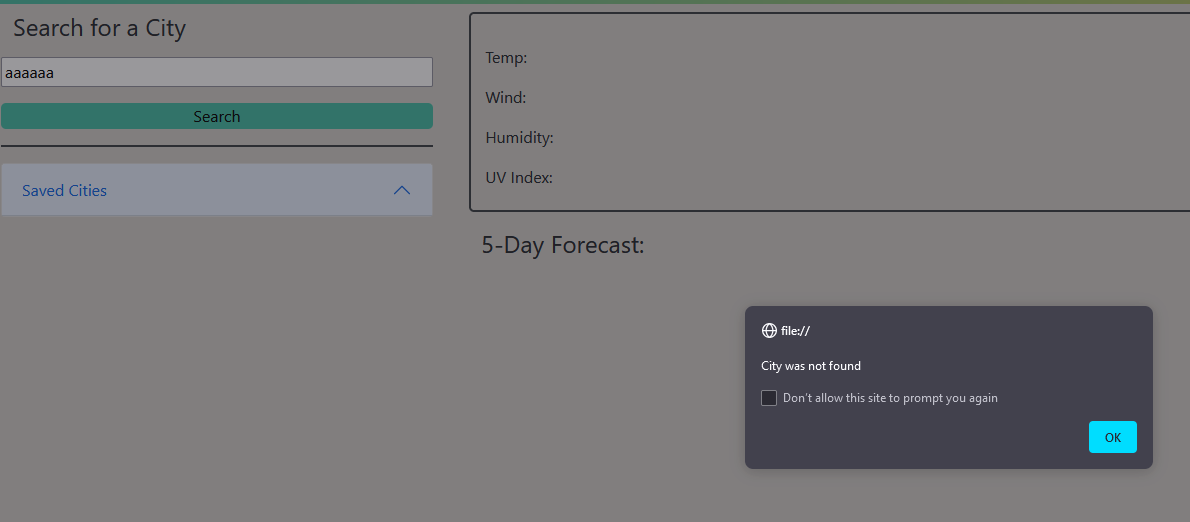 Search for a City
aaaaaa
Search
Saved Cities
Temp:
Wind:
Humidity:
UV Index:
5-Day Forecast:
file://
City was not found
Don't allow this site to prompt you again
OK